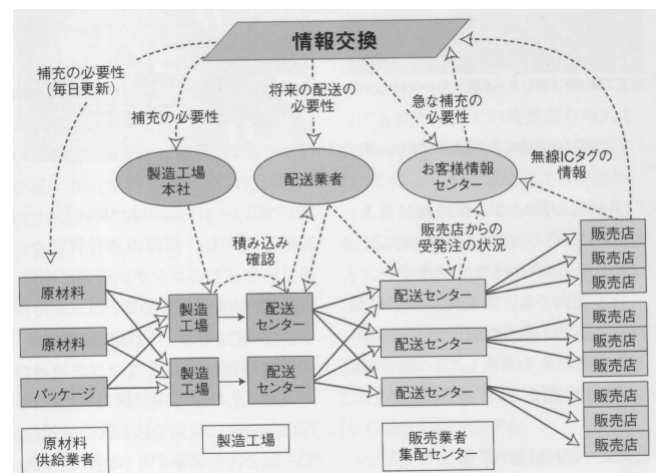 情報交換
補充の必要性
(毎日更新)
補充の必要性
将来の配送の
必要性
急な補充の
必要性
無線ICタグの
情報
製造工場
本社
配送業者
お客様情報
センター
積み込み
確認
販売店からの
受発注の状況
原材料
原材料
パッケージ
製造
工場
製造
工場
配送
センター
配送
センター
配送センター
配送センター
配送センター
販売店
販売店
販売店
販売店
販売店
販売店
販売店
販売店
販売店
原材料
供給業者
製造工場
販売業者
集配センター